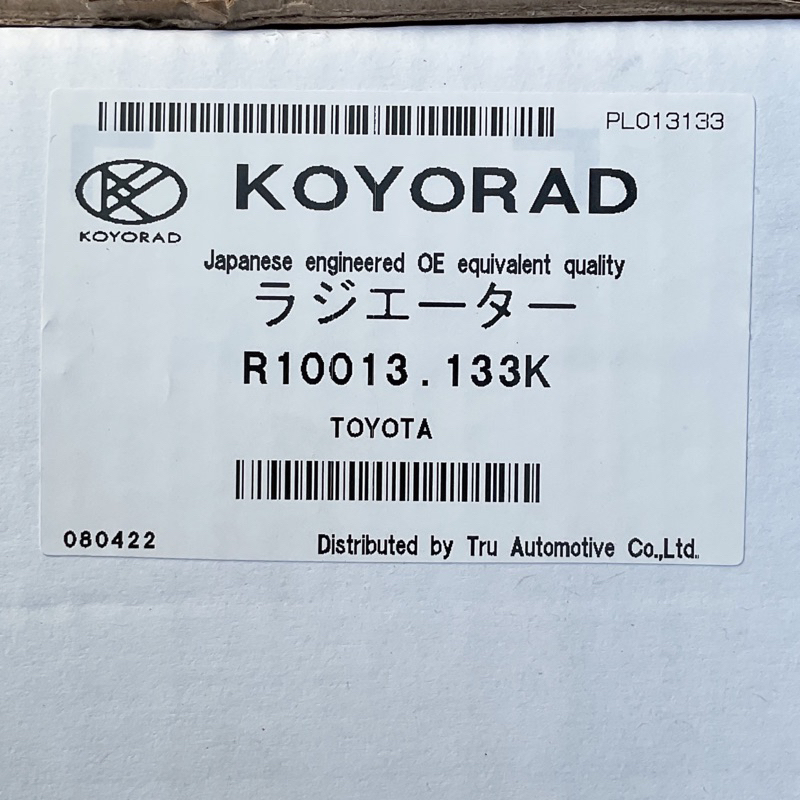 PL013133
KOYORAD
KOYORAD
Japanese engineered OE equivalent quality
ラジエーター
R10013.133K
TOYOTA
080422
Distributed by Tru Automotive Co.,Ltd.